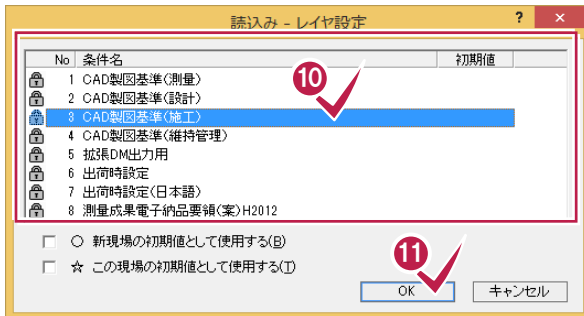 読込み - レイヤ設定 ? ×
No 条件名 初期値
1 CAD製図基準(測量)
2 CAD製図基準(設計)
3 CAD製図基準(施工)
4 CAD製図基準(維持管理)
5 拡張DM出力用
6 出荷時設定
7 出荷時設定(日本語)
8 測量成果電子納品要領(案)H2012
10
○ 新現場の初期値として使用する(B)
☆ この現場の初期値として使用する(T)
11
OK キャンセル